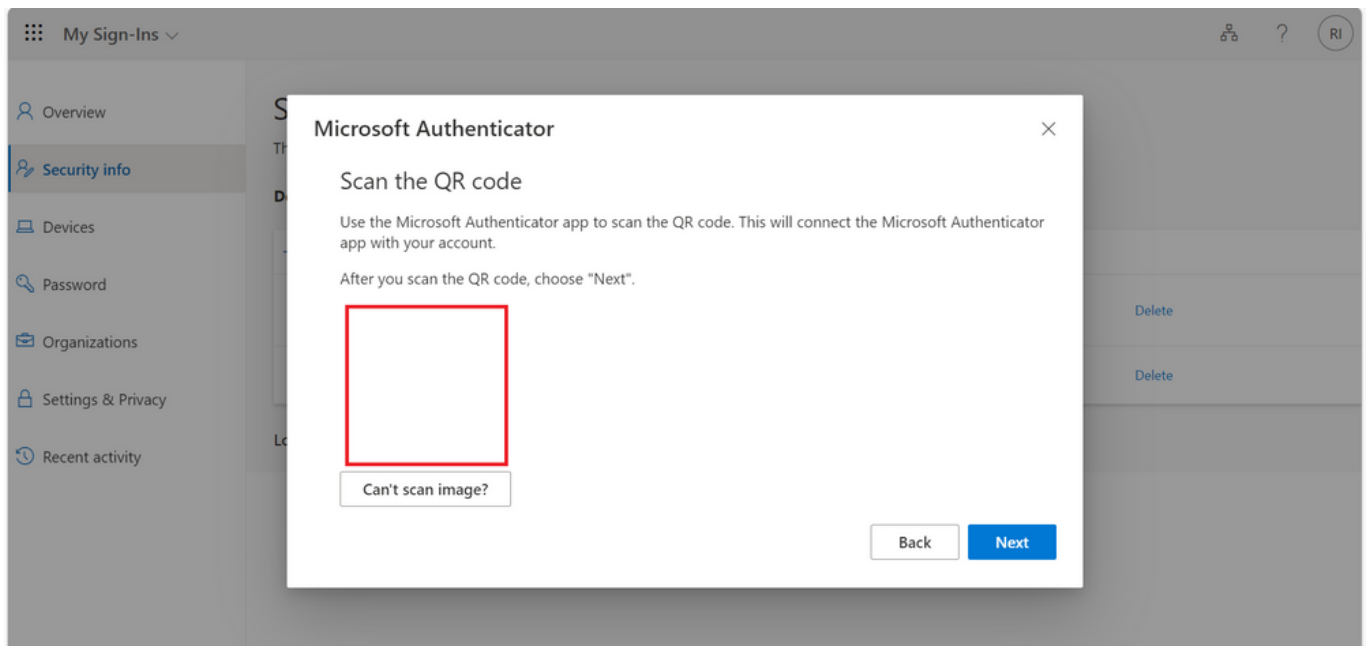 My Sign-Ins
?
RI
Overview
Security info
Devices
Password
Organizations
Settings & Privacy
Recent activity
S
Th
D
Lo
Microsoft Authenticator
Scan the QR code
Use the Microsoft Authenticator app to scan the QR code. This will connect the Microsoft Authenticator
app with your account.
After you scan the QR code, choose "Next".
Can't scan image?
Back
Next
Delete
Delete